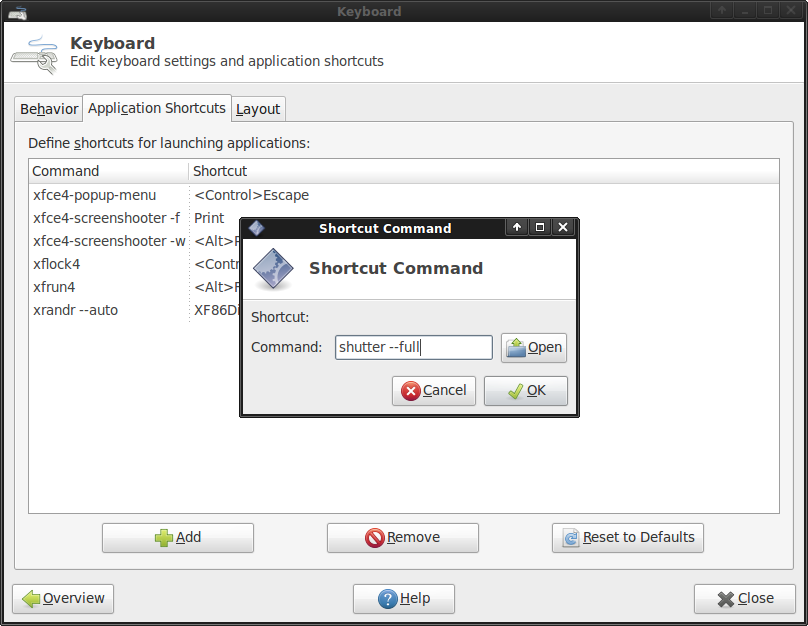 Keyboard
Keyboard
Edit keyboard settings and application shortcuts
Behavior Application Shortcuts Layout
Define shortcuts for launching applications:
Command Shortcut
xfce4-popup-menu <Control>Escape
xfce4-screenshooter -f Print
xfce4-screenshooter -w <Alt>
xflock4 <Contr
xfrun4 <Alt>F
xrandr --auto XF86Di
Shortcut Command
Shortcut Command
Shortcut:
Command: shutter --full Open
Cancel OK
Add Remove Reset to Defaults
Overview Help Close